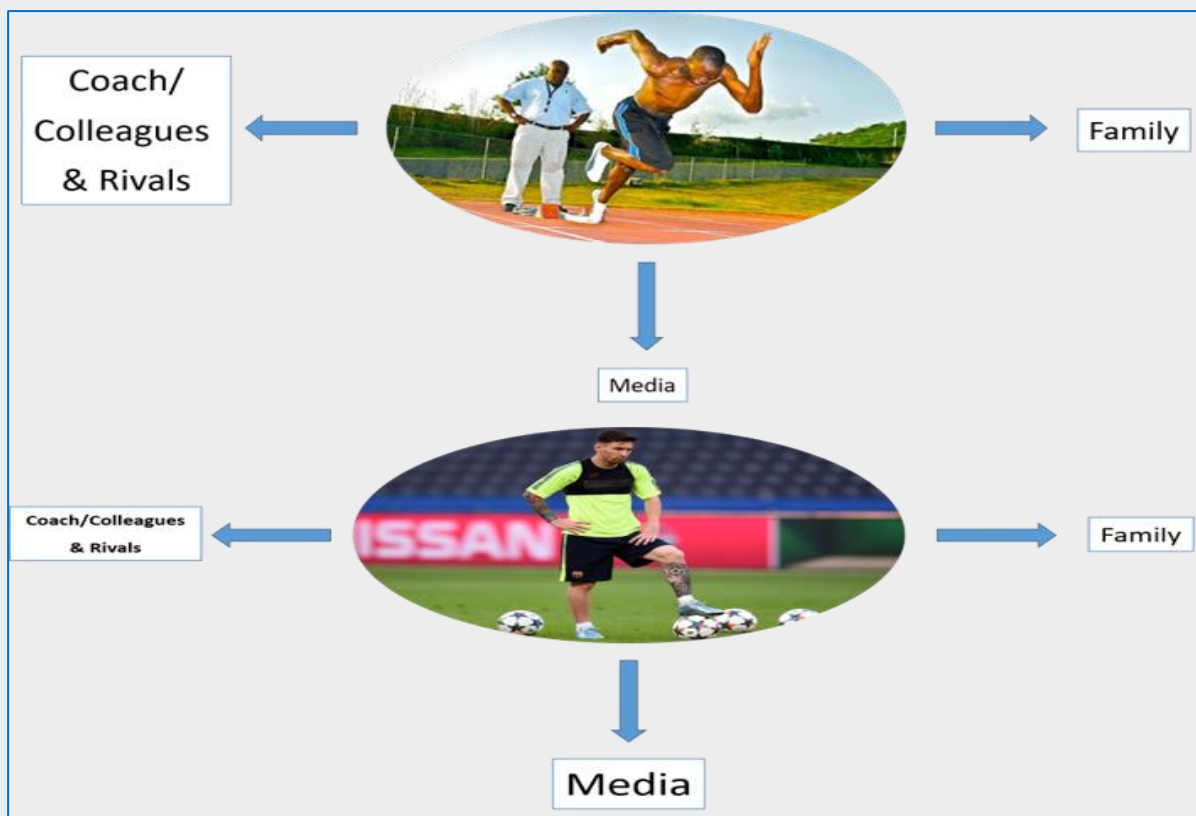 Coach/
Colleagues
& Rivals
Family
Media
ISSAN
Coach/Colleagues
& Rivals
Family
Media